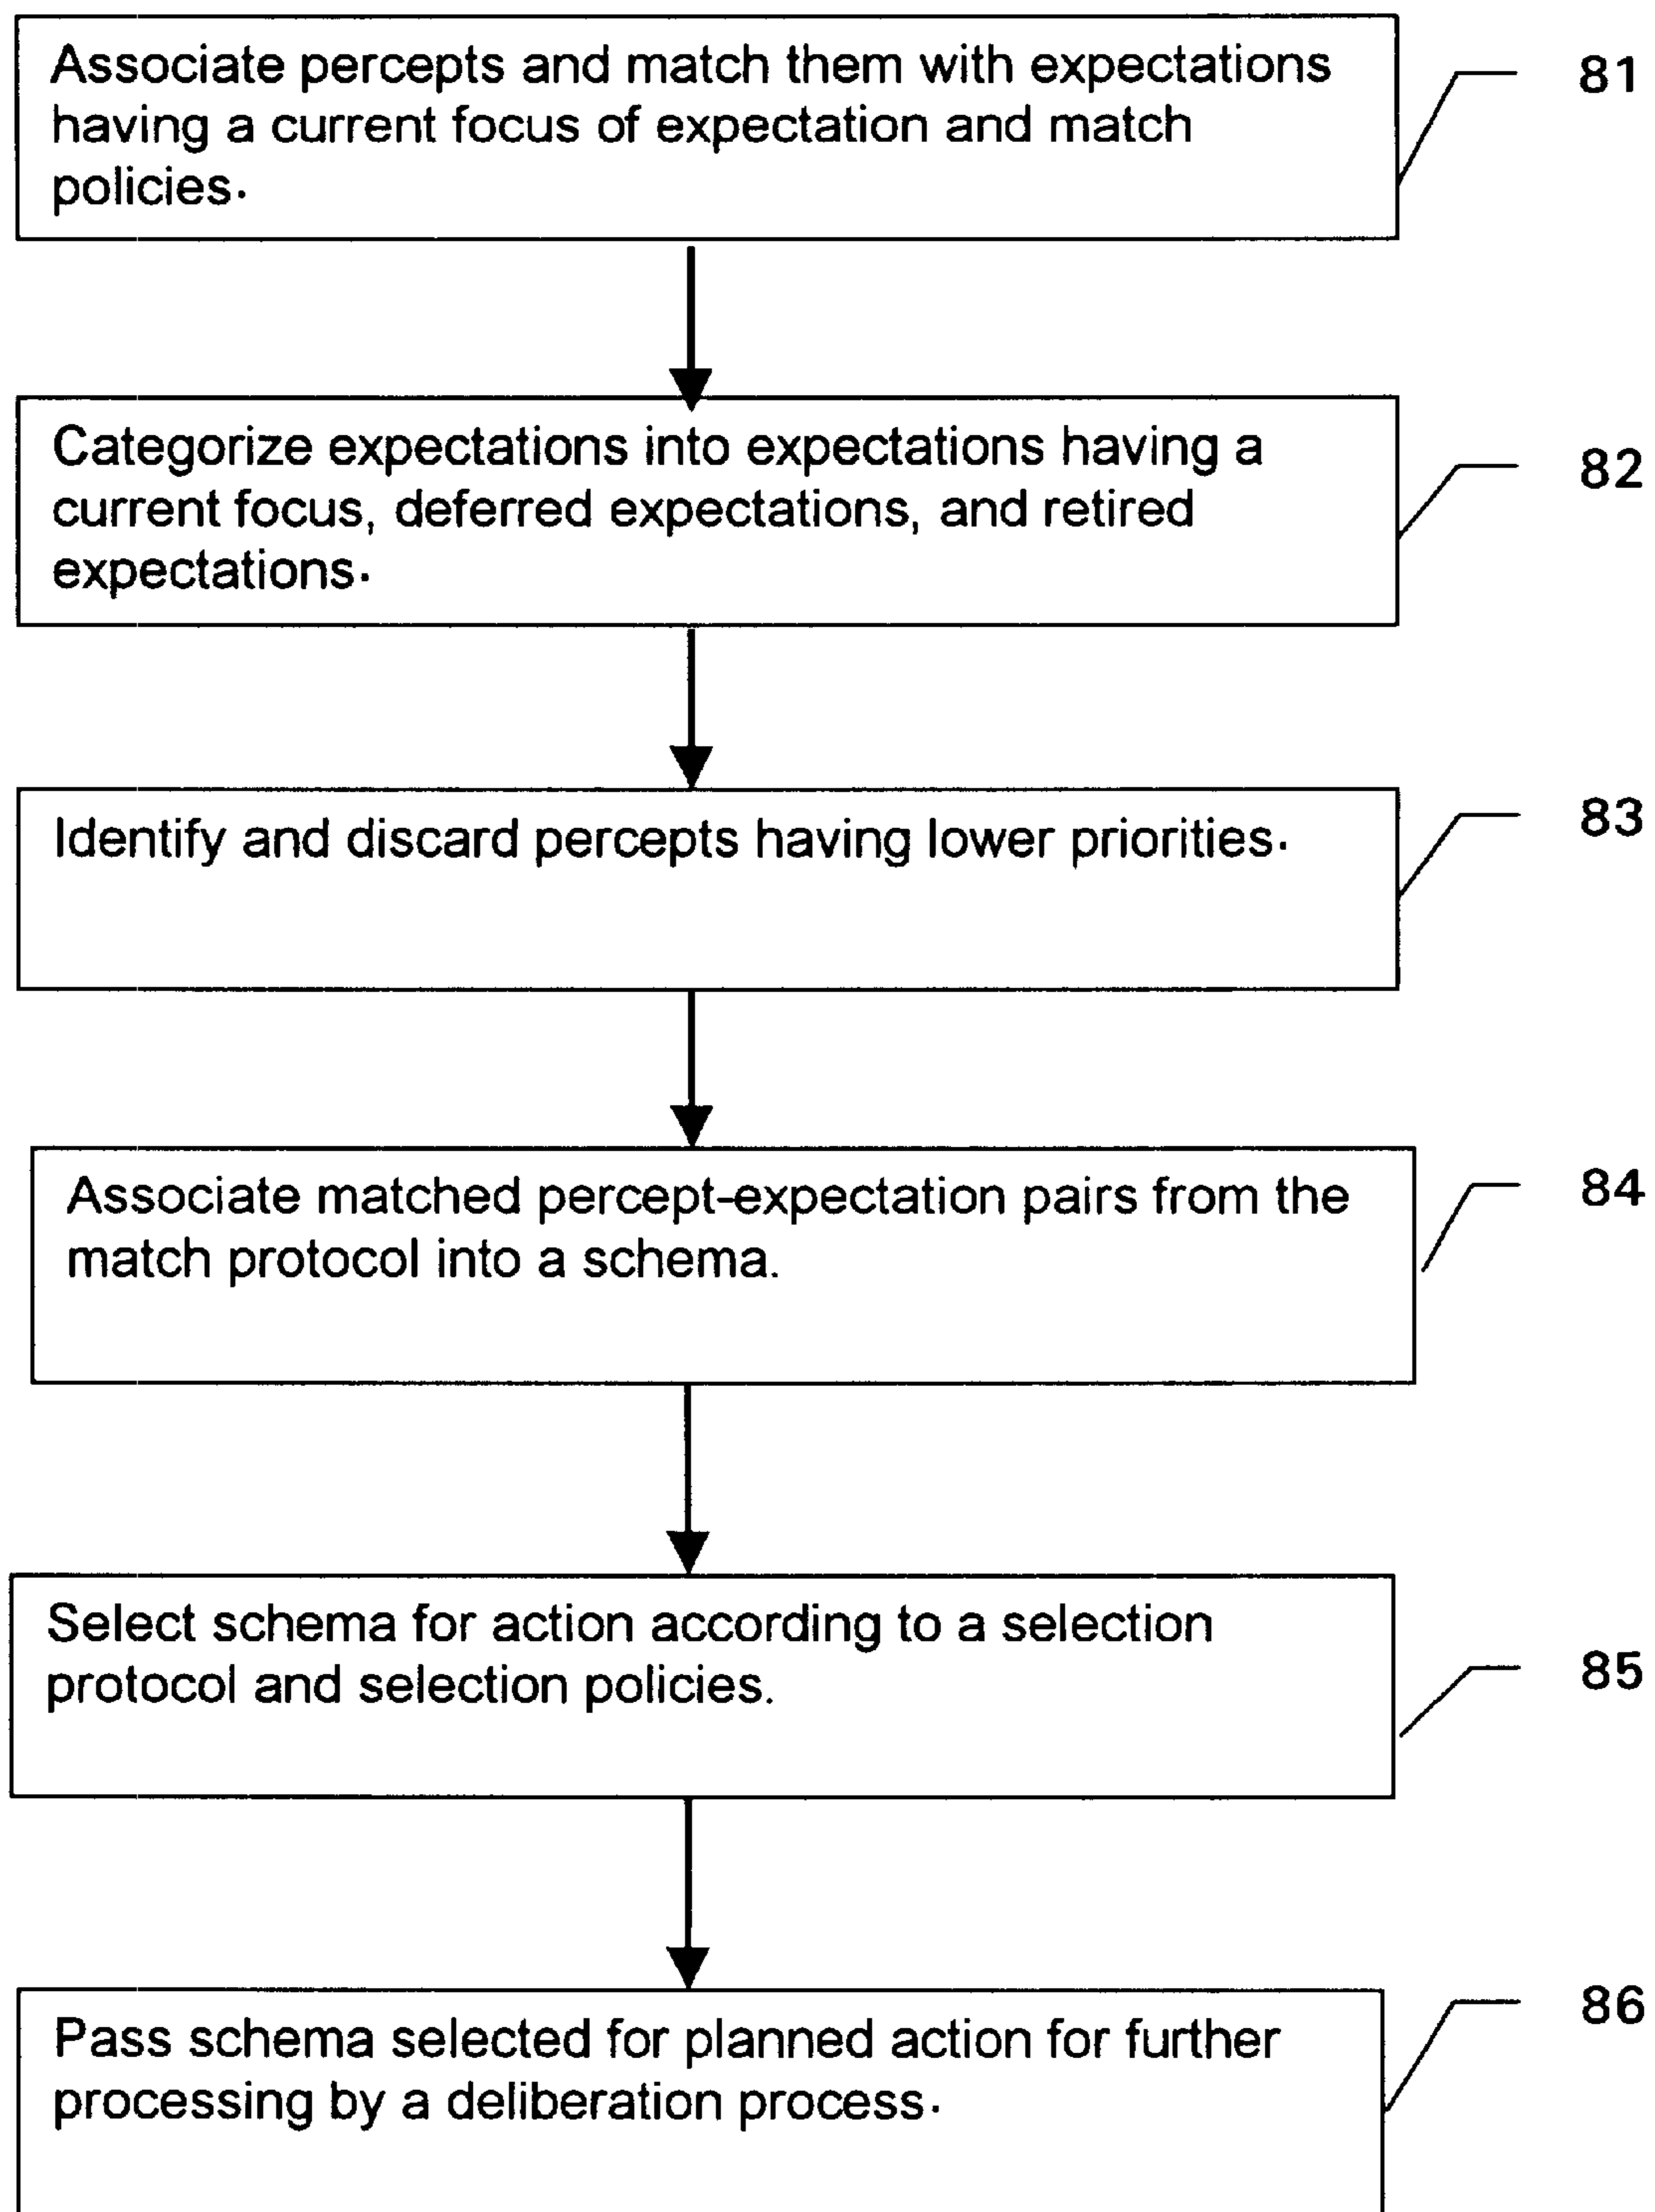 Associate percepts and match them with expectations
having a current focus of expectation and match
policies.
81
Categorize expectations into expectations having a
current focus, deferred expectations, and retired
expectations.
82
Identify and discard percepts having lower priorities.
83
Associate matched percept-expectation pairs from the
match protocol into a schema.
84
Select schema for action according to a selection
protocol and selection policies.
85
Pass schema selected for planned action for further
processing by a deliberation process.
86